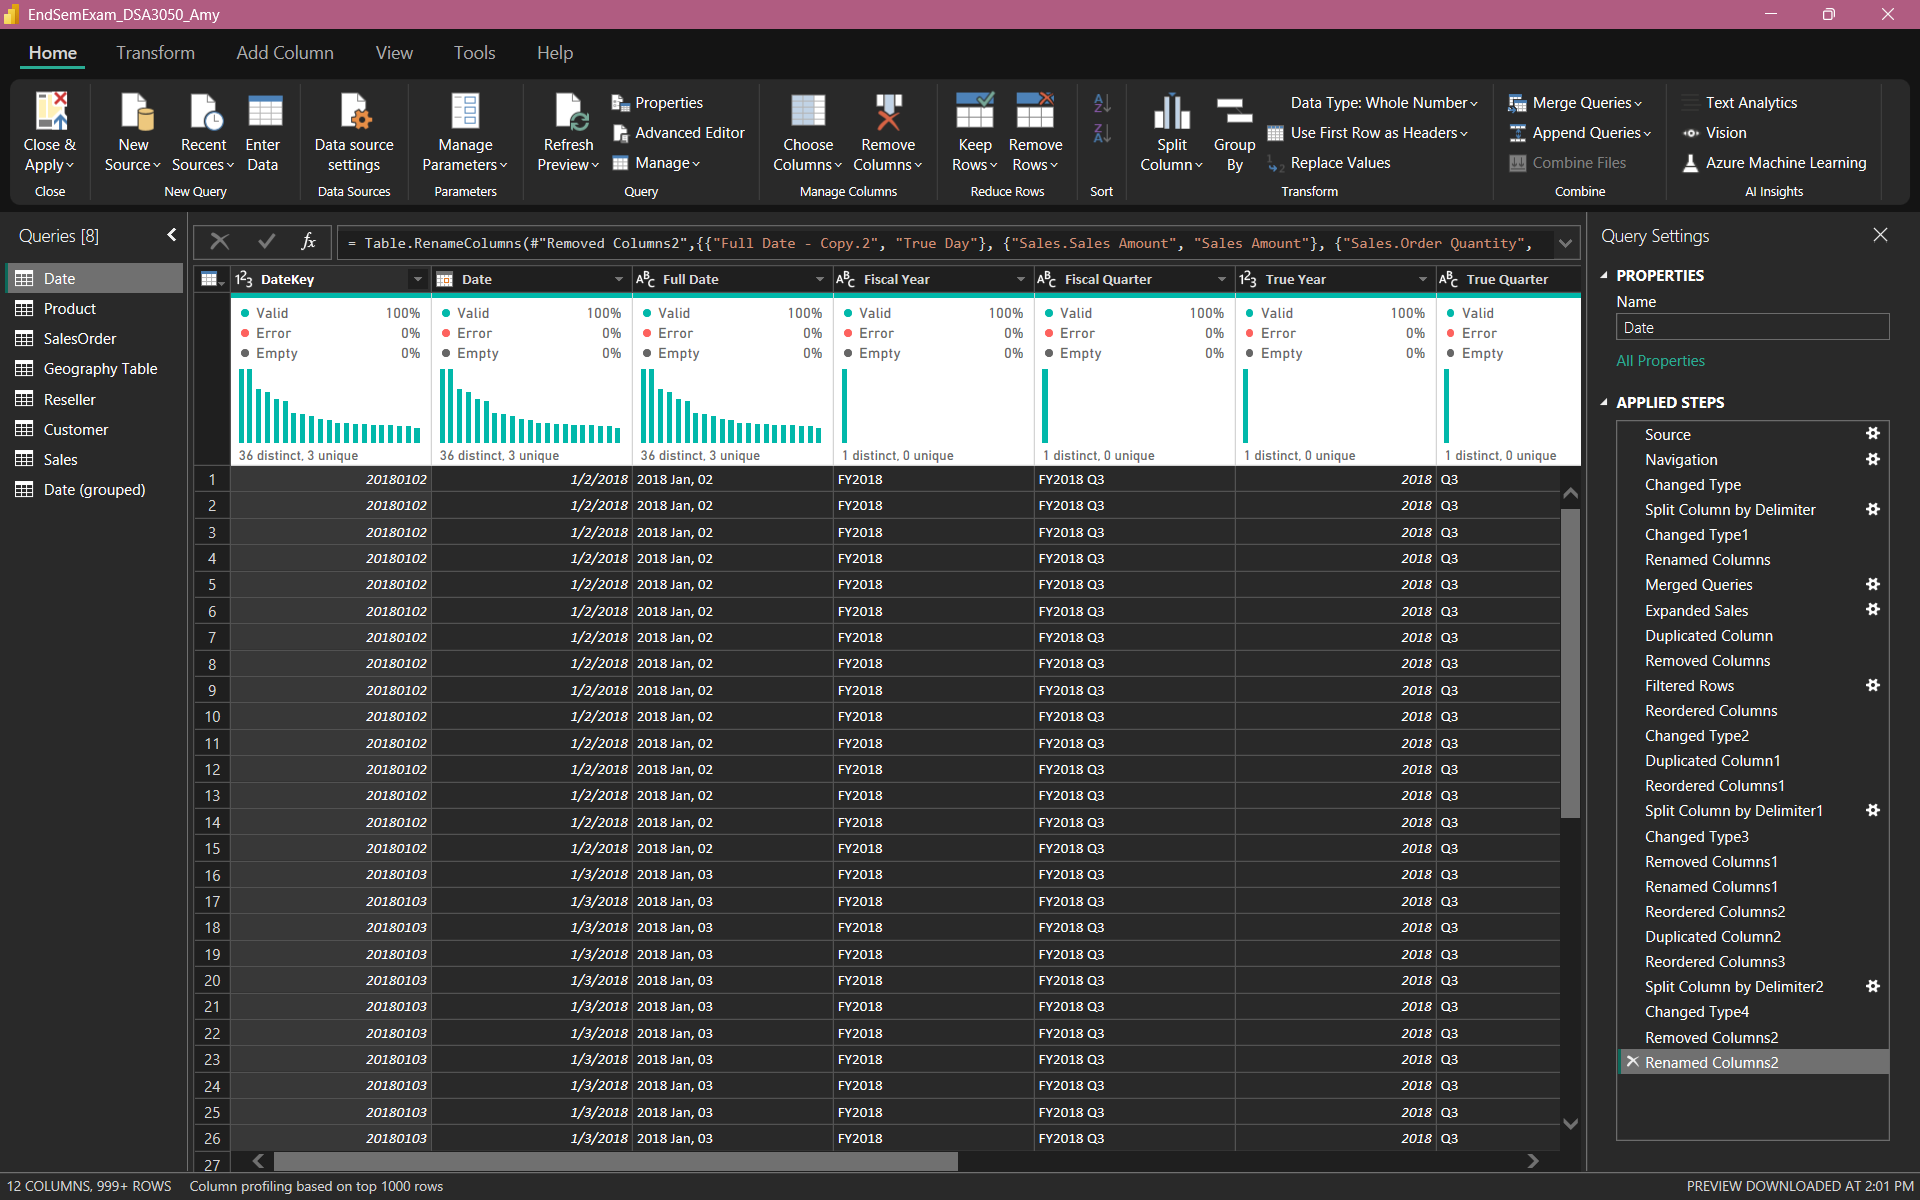 EndSemExam_DSA3050_Amy
Home Transform Add Column View Tools Help
Close & Apply
Close
New Source
Recent Sources
Enter Data
New Query
Data source settings
Data Sources
Manage Parameters
Parameters
Refresh Preview
Properties
Advanced Editor
Manage
Query
Choose Columns
Remove Columns
Manage Columns
Keep Rows
Remove Rows
Reduce Rows
Sort
Split Column
Group By
Data Type: Whole Number
Use First Row as Headers
Replace Values
Transform
Merge Queries
Append Queries
Combine Files
Combine
Text Analytics
Vision
Azure Machine Learning
AI Insights
Queries [8]
Date
Product
SalesOrder
Geography Table
Reseller
Customer
Sales
Date (grouped)
fx = Table.RenameColumns(#"Removed Columns2",{{"Full Date - Copy.2", "True Day"}, {"Sales.Sales Amount", "Sales Amount"}, {"Sales.Order Quantity",
DateKey Date Full Date Fiscal Year Fiscal Quarter True Year True Quarter
Valid 100% Valid 100% Valid 100% Valid 100% Valid 100% Valid 100% Valid
Error 0% Error 0% Error 0% Error 0% Error 0% Error 0% Error
Empty 0% Empty 0% Empty 0% Empty 0% Empty 0% Empty 0% Empty
36 distinct, 3 unique 36 distinct, 3 unique 36 distinct, 3 unique 1 distinct, 0 unique 1 distinct, 0 unique 1 distinct, 0 unique 1 distinct, 0 unique
1 20180102 1/2/2018 2018 Jan, 02 FY2018 FY2018 Q3 2018 Q3
2 20180102 1/2/2018 2018 Jan, 02 FY2018 FY2018 Q3 2018 Q3
3 20180102 1/2/2018 2018 Jan, 02 FY2018 FY2018 Q3 2018 Q3
4 20180102 1/2/2018 2018 Jan, 02 FY2018 FY2018 Q3 2018 Q3
5 20180102 1/2/2018 2018 Jan, 02 FY2018 FY2018 Q3 2018 Q3
6 20180102 1/2/2018 2018 Jan, 02 FY2018 FY2018 Q3 2018 Q3
7 20180102 1/2/2018 2018 Jan, 02 FY2018 FY2018 Q3 2018 Q3
8 20180102 1/2/2018 2018 Jan, 02 FY2018 FY2018 Q3 2018 Q3
9 20180102 1/2/2018 2018 Jan, 02 FY2018 FY2018 Q3 2018 Q3
10 20180102 1/2/2018 2018 Jan, 02 FY2018 FY2018 Q3 2018 Q3
11 20180102 1/2/2018 2018 Jan, 02 FY2018 FY2018 Q3 2018 Q3
12 20180102 1/2/2018 2018 Jan, 02 FY2018 FY2018 Q3 2018 Q3
13 20180102 1/2/2018 2018 Jan, 02 FY2018 FY2018 Q3 2018 Q3
14 20180102 1/2/2018 2018 Jan, 02 FY2018 FY2018 Q3 2018 Q3
15 20180102 1/2/2018 2018 Jan, 02 FY2018 FY2018 Q3 2018 Q3
16 20180103 1/3/2018 2018 Jan, 03 FY2018 FY2018 Q3 2018 Q3
17 20180103 1/3/2018 2018 Jan, 03 FY2018 FY2018 Q3 2018 Q3
18 20180103 1/3/2018 2018 Jan, 03 FY2018 FY2018 Q3 2018 Q3
19 20180103 1/3/2018 2018 Jan, 03 FY2018 FY2018 Q3 2018 Q3
20 20180103 1/3/2018 2018 Jan, 03 FY2018 FY2018 Q3 2018 Q3
21 20180103 1/3/2018 2018 Jan, 03 FY2018 FY2018 Q3 2018 Q3
22 20180103 1/3/2018 2018 Jan, 03 FY2018 FY2018 Q3 2018 Q3
23 20180103 1/3/2018 2018 Jan, 03 FY2018 FY2018 Q3 2018 Q3
24 20180103 1/3/2018 2018 Jan, 03 FY2018 FY2018 Q3 2018 Q3
25 20180103 1/3/2018 2018 Jan, 03 FY2018 FY2018 Q3 2018 Q3
26 20180103 1/3/2018 2018 Jan, 03 FY2018 FY2018 Q3 2018 Q3
27
Query Settings
PROPERTIES
Name
Date
All Properties
APPLIED STEPS
Source
Navigation
Changed Type
Split Column by Delimiter
Changed Type1
Renamed Columns
Merged Queries
Expanded Sales
Duplicated Column
Removed Columns
Filtered Rows
Reordered Columns
Changed Type2
Duplicated Column1
Reordered Columns1
Split Column by Delimiter1
Changed Type3
Removed Columns1
Renamed Columns1
Reordered Columns2
Duplicated Column2
Reordered Columns3
Split Column by Delimiter2
Changed Type4
Removed Columns2
Renamed Columns2
12 COLUMNS, 999+ ROWS Column profiling based on top 1000 rows PREVIEW DOWNLOADED AT 2:01 PM